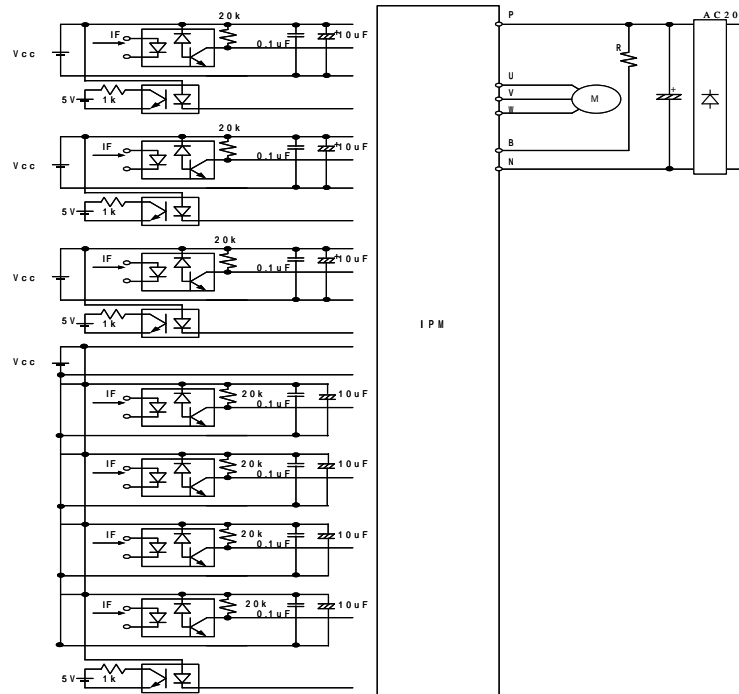 20k
IF
0.1uF
+10uF
Vcc
5V
1k
20k
IF
0.1uF
+10uF
Vcc
5V
1k
20k
IF
0.1uF
+10uF
Vcc
5V
1k
Vcc
IF
20k
0.1uF
10uF
IF
20k
0.1uF
10uF
IF
20k
0.1uF
10uF
IF
20k
0.1uF
10uF
5V
1k
IPM
P
AC20
R
+
U
V
M
W
B
N